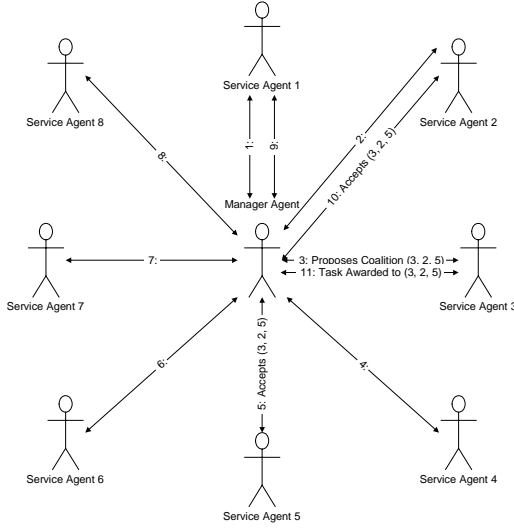 Service Agent 1
Service Agent 8
Service Agent 2
1:
9:
2:
10: Accepts (3, 2, 5)
8:
Manager Agent
7:
3: Proposes Coalition (3, 2, 5)
11: Task Awarded to (3, 2, 5)
Service Agent 7
Service Agent 3
6:
5: Accepts (3, 2, 5)
4:
Service Agent 6
Service Agent 4
Service Agent 5